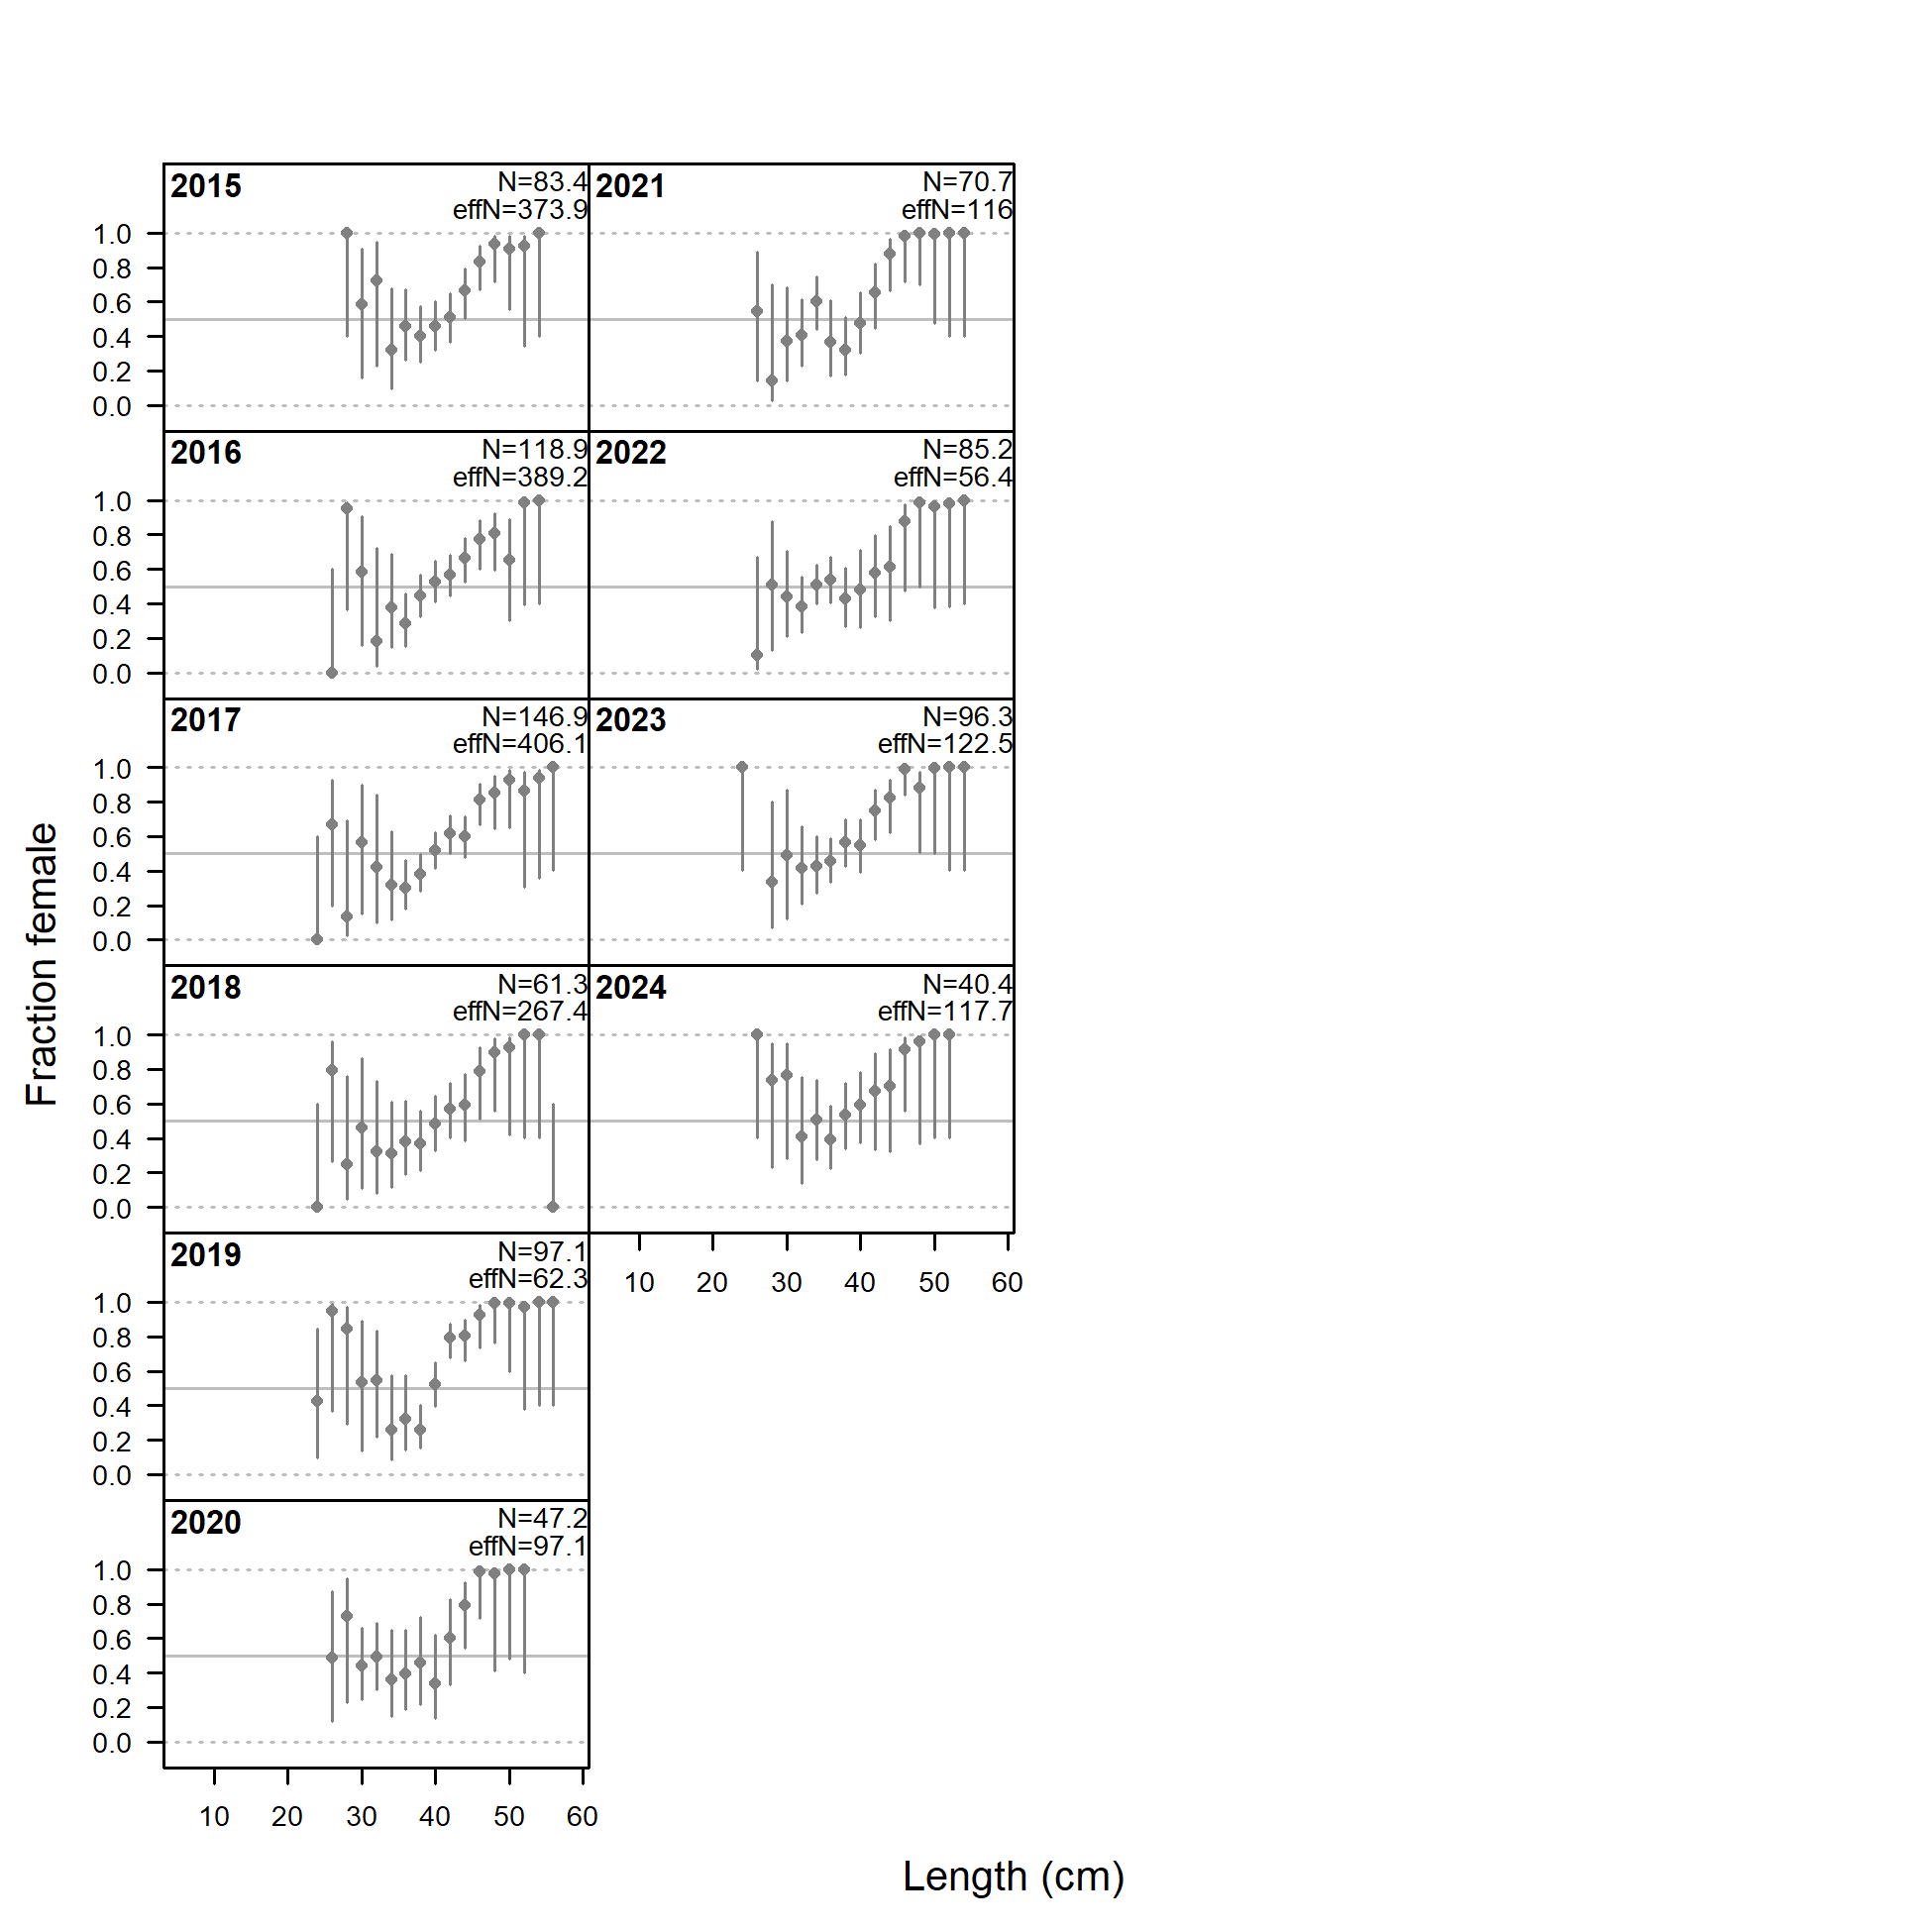 2015
N=83.4
effN=373.9
1.0
0.8
0.6
0.4
0.2
0.0
2016
N=118.9
effN=389.2
1.0
0.8
0.6
0.4
0.2
0.0
2017
N=146.9
effN=406.1
1.0
0.8
0.6
0.4
0.2
0.0
2018
N=61.3
effN=267.4
1.0
0.8
0.6
0.4
0.2
0.0
2019
N=97.1
effN=62.3
1.0
0.8
0.6
0.4
0.2
0.0
2020
N=47.2
effN=97.1
1.0
0.8
0.6
0.4
0.2
0.0
10 20 30 40 50 60
2021
N=70.7
effN=116
2022
N=85.2
effN=56.4
2023
N=96.3
effN=122.5
2024
N=40.4
effN=117.7
10 20 30 40 50 60
Fraction female
Length (cm)